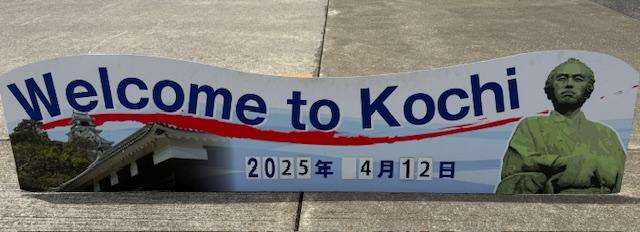 Welcome to Kochi
2025年 4月12日